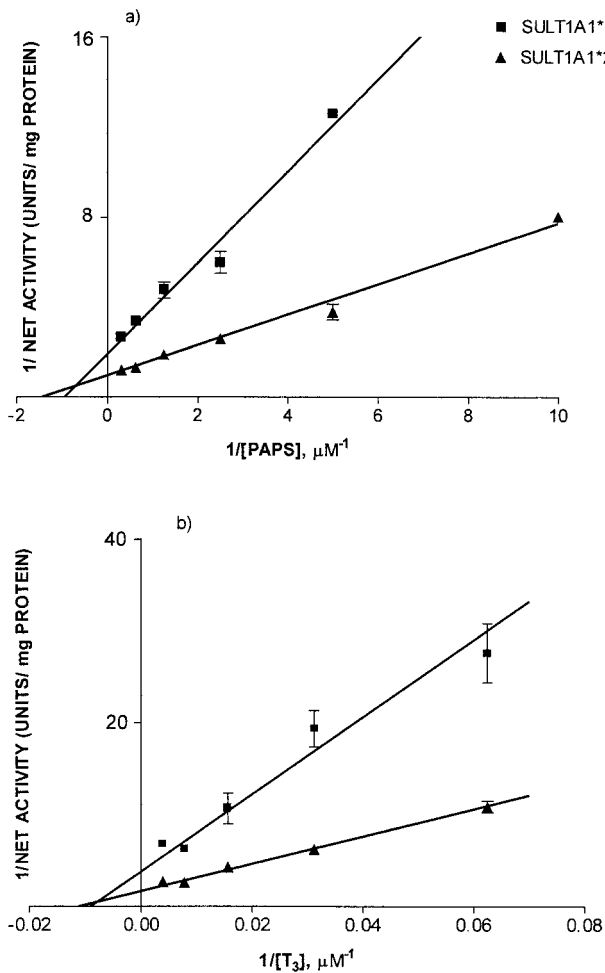 a)
SULT1A1*
SULT1A1*2
16
8
1/ NET ACTIVITY (UNITS/ mg PROTEIN)
-2 0 2 4 6 8 10
1/[PAPS], μM⁻¹
b)
40
20
1/NET ACTIVITY (UNITS/ mg PROTEIN)
-0.02 0.00 0.02 0.04 0.06 0.08
1/[T₃], μM⁻¹